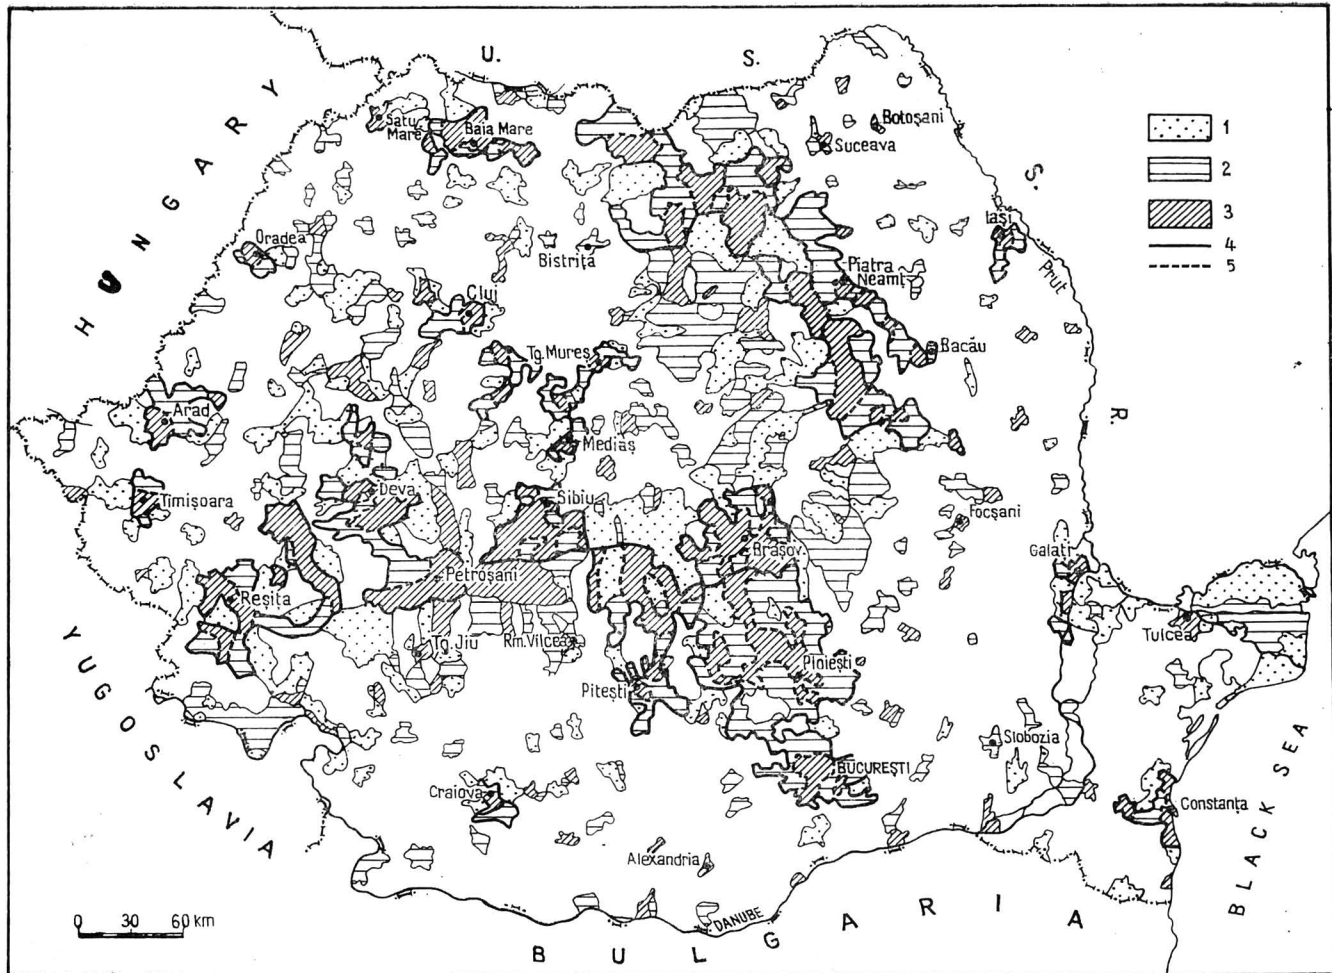 U. S. S. R.
HUNGARY
YUGOSLAVIA
BULGARIA
BLACK SEA
Satu
Mare
Baia Mare
Suceava
Botoşani
1
2
3
4
5
Oradea
Bistriţa
Iaşi
Prut
Piatra
Neamţ
Cluj
Tg. Mureş
Bacău
Arad
Mediaş
Timişoara
Deva
Sibiu
Focşani
Braşov
Galaţi
Petroşani
Reşiţa
Tulcea
Tg. Jiu
Rm. Vîlcea
Ploieşti
Piteşti
Slobozia
BUCUREŞTI
Craiova
Constanţa
Alexandria
DANUBE
0 30 60 km